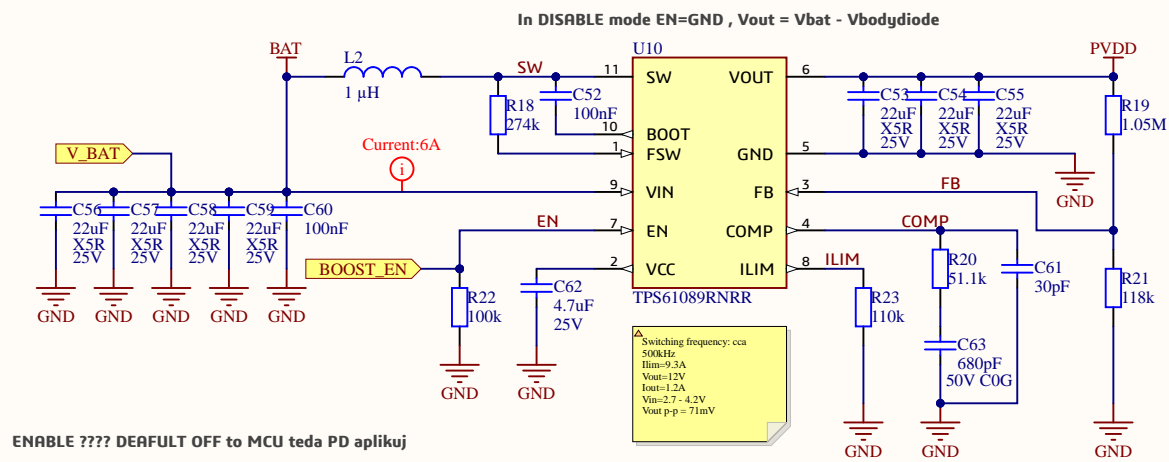 In DISABLE mode EN=GND , Vout = Vbat - Vbodydiode
BAT
L2
1 µH
SW
R18
274k
C52
100nF
U10
11
SW
10
BOOT
1
FSW
9
VIN
7
EN
2
VCC
VOUT
6
GND
5
FB
3
COMP
4
ILIM
8
TPS61089RNRR
PVDD
C53
22uF
X5R
25V
C54
22uF
X5R
25V
C55
22uF
X5R
25V
R19
1.05M
GND
FB
V_BAT
Current:6A
i
C56
22uF
X5R
25V
C57
22uF
X5R
25V
C58
22uF
X5R
25V
C59
22uF
X5R
25V
C60
100nF
GND
GND
GND
GND
GND
EN
BOOST_EN
R22
100k
GND
C62
4.7uF
25V
GND
COMP
R20
51.1k
C61
30pF
C63
680pF
50V C0G
GND
ILIM
R23
110k
GND
R21
118k
GND
Switching frequency: cca
500kHz
Ilim=9.3A
Vout=12V
Iout=1.2A
Vin=2.7 - 4.2V
Vout p-p = 71mV
ENABLE ???? DEAFULT OFF to MCU teda PD aplikuj